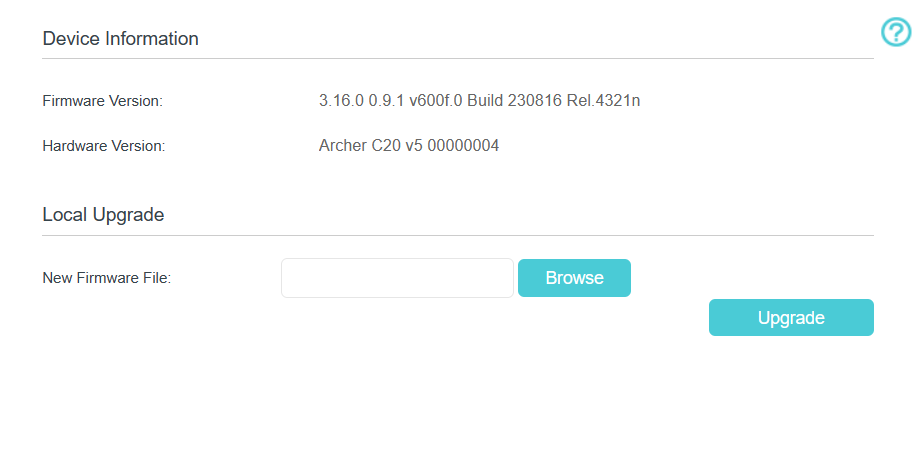 Device Information
?
Firmware Version: 3.16.0 0.9.1 v600f.0 Build 230816 Rel.4321n
Hardware Version: Archer C20 v5 00000004
Local Upgrade
New Firmware File: Browse
Upgrade